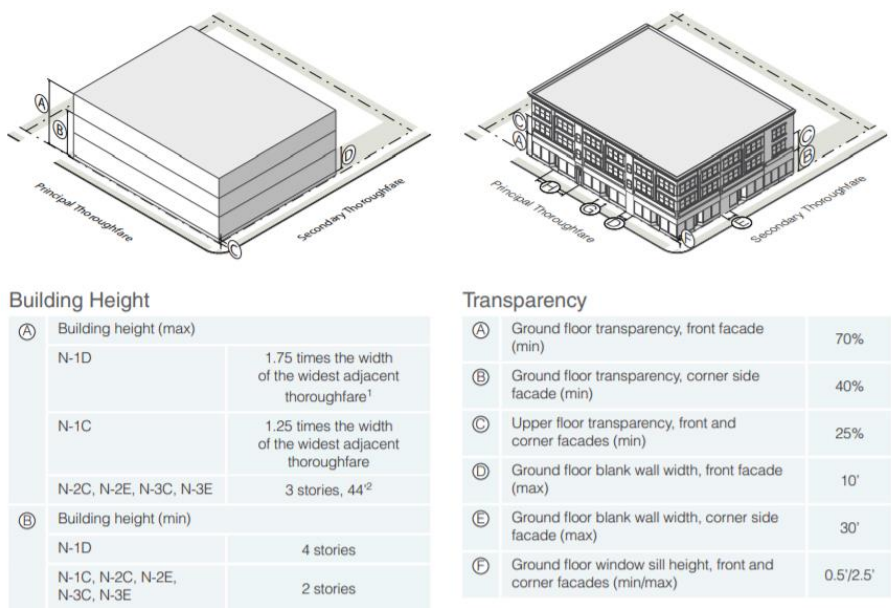 A
B
D
C
Principal Thoroughfare
Secondary Thoroughfare
C
A
C
B
H
G
D
E
F
Principal Thoroughfare
Secondary Thoroughfare
Building Height
A Building height (max)
N-1D 1.75 times the width
of the widest adjacent
thoroughfare¹
N-1C 1.25 times the width
of the widest adjacent
thoroughfare
N-2C, N-2E, N-3C, N-3E 3 stories, 44'²
B Building height (min)
N-1D 4 stories
N-1C, N-2C, N-2E,
N-3C, N-3E 2 stories
Transparency
A Ground floor transparency, front facade
(min) 70%
B Ground floor transparency, corner side
facade (min) 40%
C Upper floor transparency, front and
corner facades (min) 25%
D Ground floor blank wall width, front facade
(max) 10'
E Ground floor blank wall width, corner side
facade (max) 30'
F Ground floor window sill height, front and
corner facades (min/max) 0.5'/2.5'